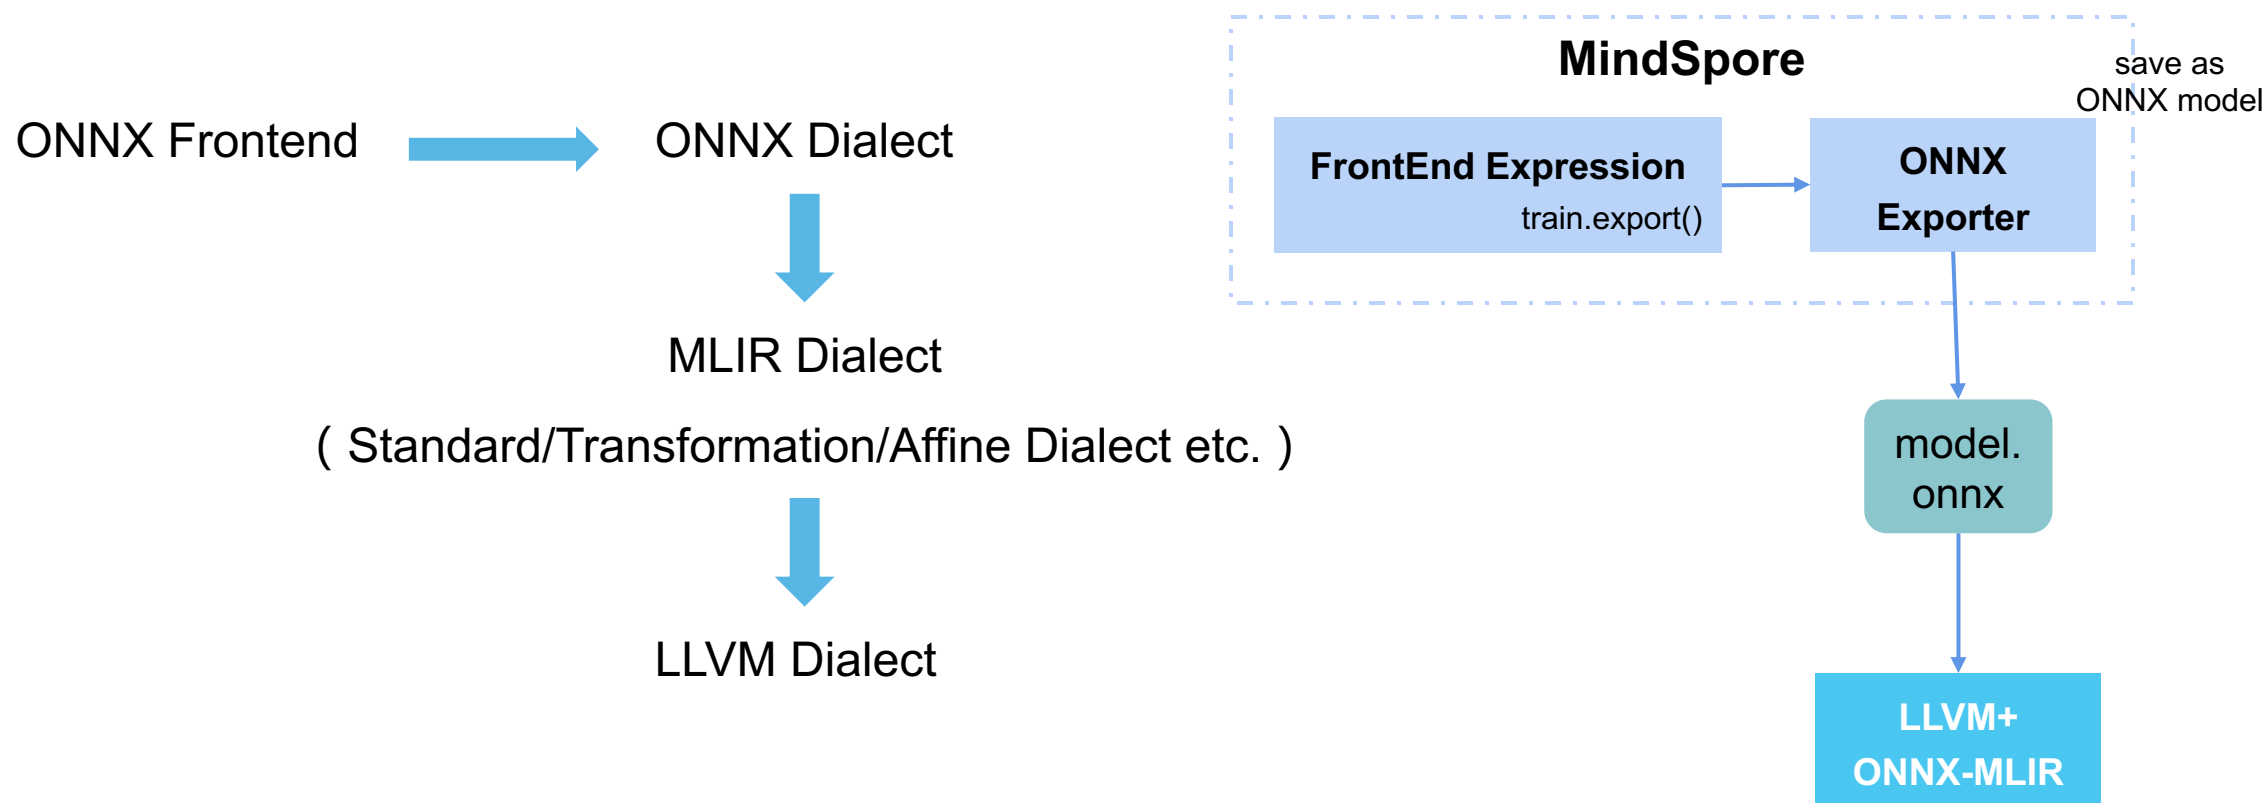 ONNX Frontend
ONNX Dialect
MLIR Dialect
( Standard/Transformation/Affine Dialect etc. )
LLVM Dialect
MindSpore
save as
ONNX model
FrontEnd Expression
train.export()
ONNX
Exporter
model.
onnx
LLVM+
ONNX-MLIR